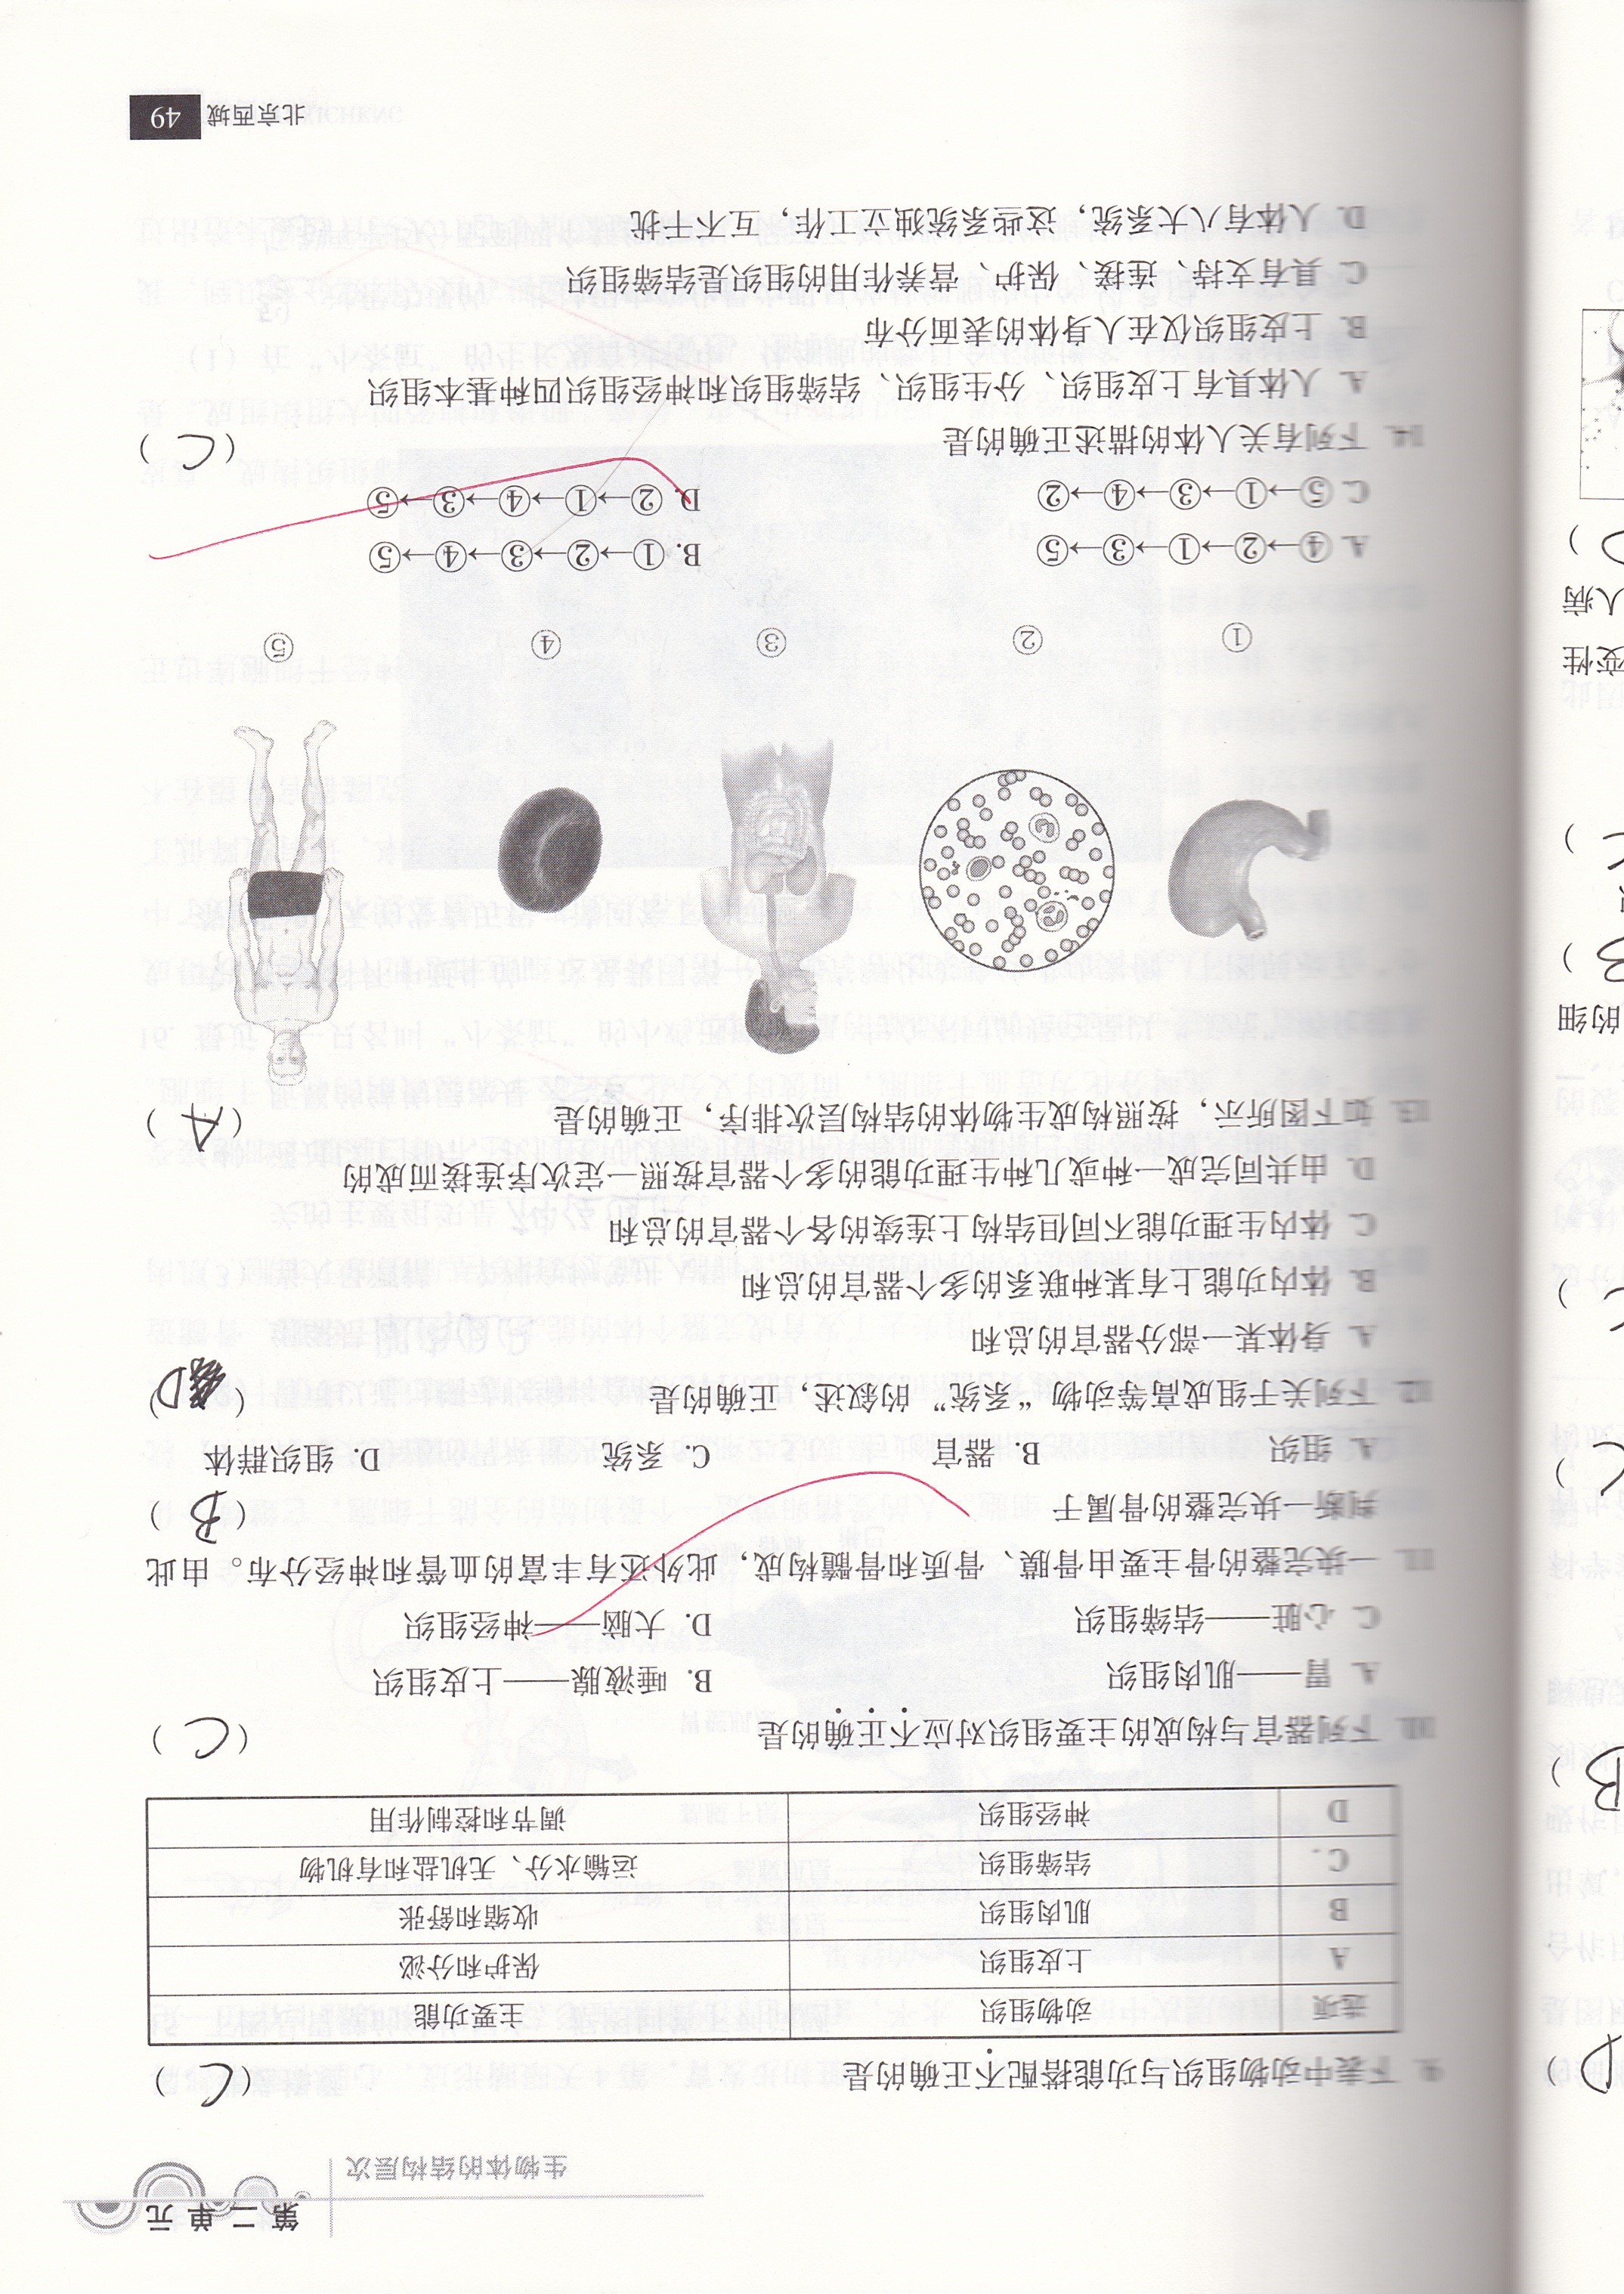 第二单元
生物体的结构层次
9. 下表中动物组织与功能搭配不正确的是 ( C )
选项 动物组织 主要功能
A 上皮组织 保护和分泌
B 肌肉组织 收缩和舒张
C. 结缔组织 运输水分、无机盐和有机物
D 神经组织 调节和控制作用
10. 下列器官与构成的主要组织对应不正确的是 ( C )
A. 胃——肌肉组织 B. 唾液腺——上皮组织
C. 心脏——结缔组织 D. 大脑——神经组织
11. 一块完整的骨主要由骨膜、骨质和骨髓构成，此外还有丰富的血管和神经分布。由此
判断一块完整的骨属于 ( B )
A. 组织 B. 器官 C. 系统 D. 组织群体
12. 下列关于组成高等动物“系统”的叙述，正确的是 ( D )
A. 身体某一部分器官的总和
B. 体内功能上有某种联系的多个器官的总和
C. 体内生理功能不同但结构上连续的各个器官的总和
D. 由共同完成一种或几种生理功能的多个器官按照一定次序连接而成的
13. 如下图所示，按照构成生物体的结构层次排序，正确的是 ( A )
① ② ③ ④ ⑤
A. ④→②→①→③→⑤ B. ①→②→③→④→⑤
C. ⑤→①→③→④→② D. ②→①→④→③→⑤
14. 下列有关人体的描述正确的是 ( C )
A. 人体具有上皮组织、分生组织、结缔组织和神经组织四种基本组织
B. 上皮组织仅在人身体的表面分布
C. 具有支持、连接、保护、营养作用的组织是结缔组织
D. 人体有八大系统，这些系统独立工作，互不干扰
北京西城 49
变性
人病
的细
B